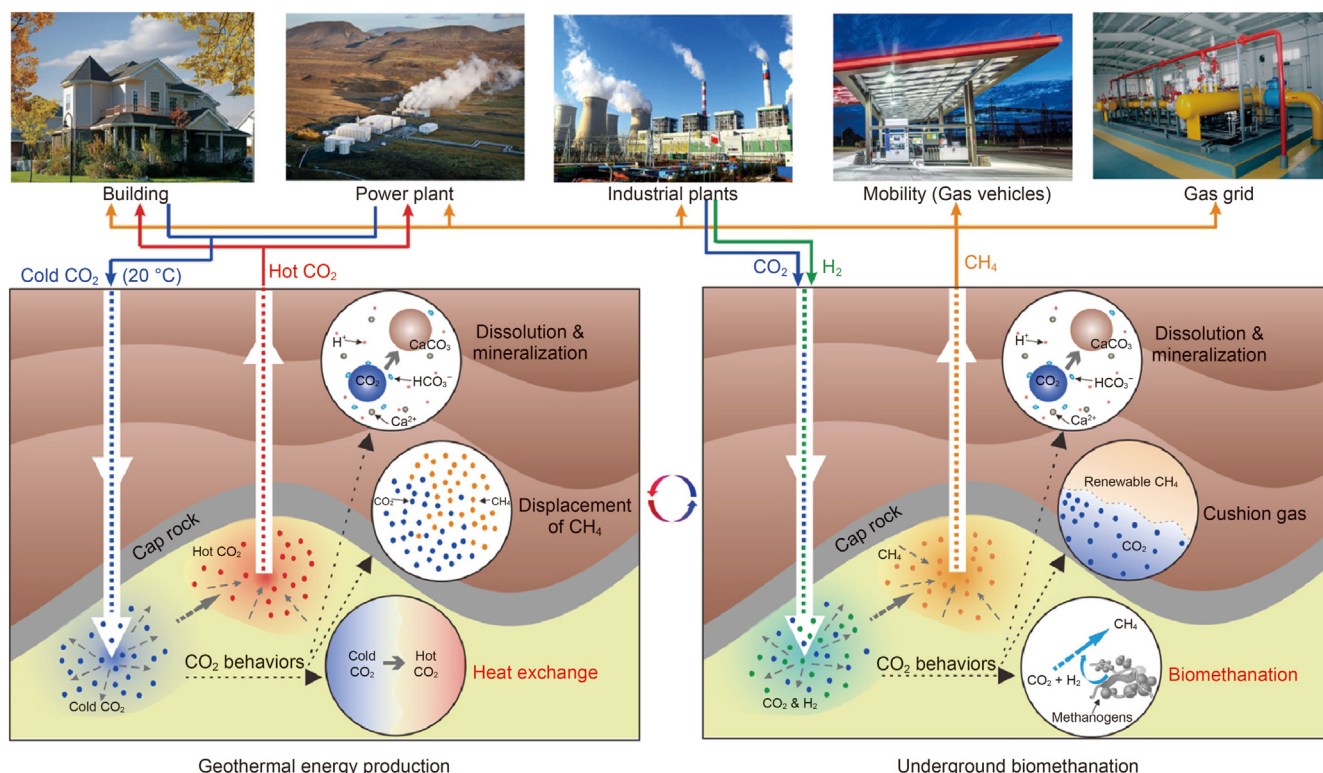 Building
Power plant
Industrial plants
Mobility (Gas vehicles)
Gas grid
Cold CO₂ (20 °C)
Hot CO₂
CO₂
H₂
CH₄
Dissolution &
mineralization
H⁺
CaCO₃
CO₂
HCO₃⁻
Ca²⁺
CO₂
CH₄
Displacement
of CH₄
Cap rock
Hot CO₂
Cold CO₂
CO₂ behaviors
Cold
CO₂
Hot
CO₂
Heat exchange
Dissolution &
mineralization
H⁺
CaCO₃
CO₂
HCO₃⁻
Ca²⁺
Renewable CH₄
CO₂
Cushion gas
Cap rock
CH₄
CO₂ & H₂
CO₂ behaviors
CH₄
CO₂ + H₂
Methanogens
Biomethanation
Geothermal energy production
Underground biomethanation